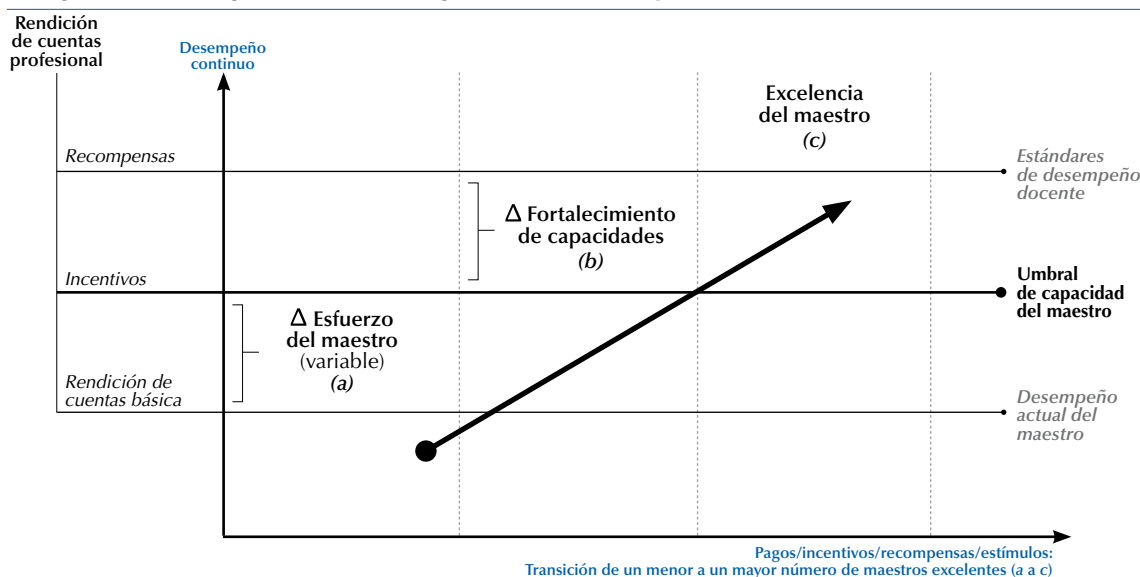 Rendición
de cuentas
profesional
Desempeño
continuo
Excelencia
del maestro
(c)
Recompensas
Estándares
de desempeño
docente
Δ Fortalecimiento
de capacidades
(b)
Incentivos
Umbral
de capacidad
del maestro
Δ Esfuerzo
del maestro
(variable)
(a)
Rendición de
cuentas básica
Desempeño
actual del
maestro
Pagos/incentivos/recompensas/estímulos:
Transición de un menor a un mayor número de maestros excelentes (a a c)